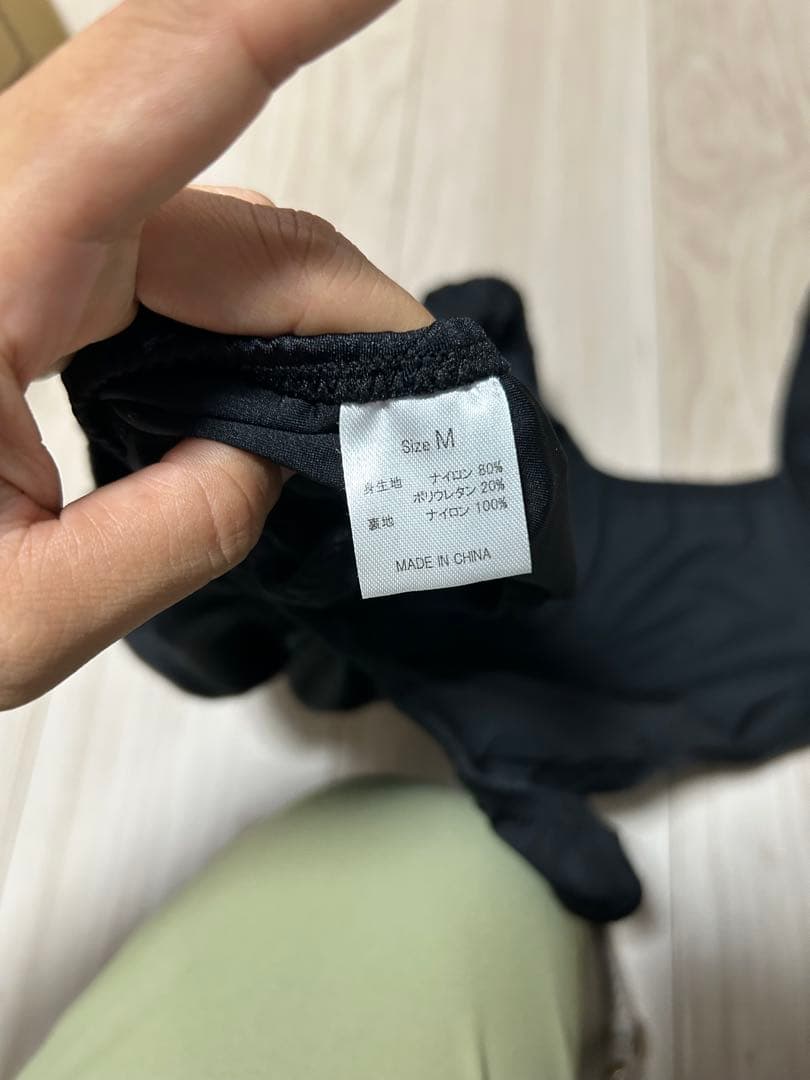 Size M
身生地 ナイロン 80%
ポリウレタン 20%
裏地 ナイロン 100%
MADE IN CHINA